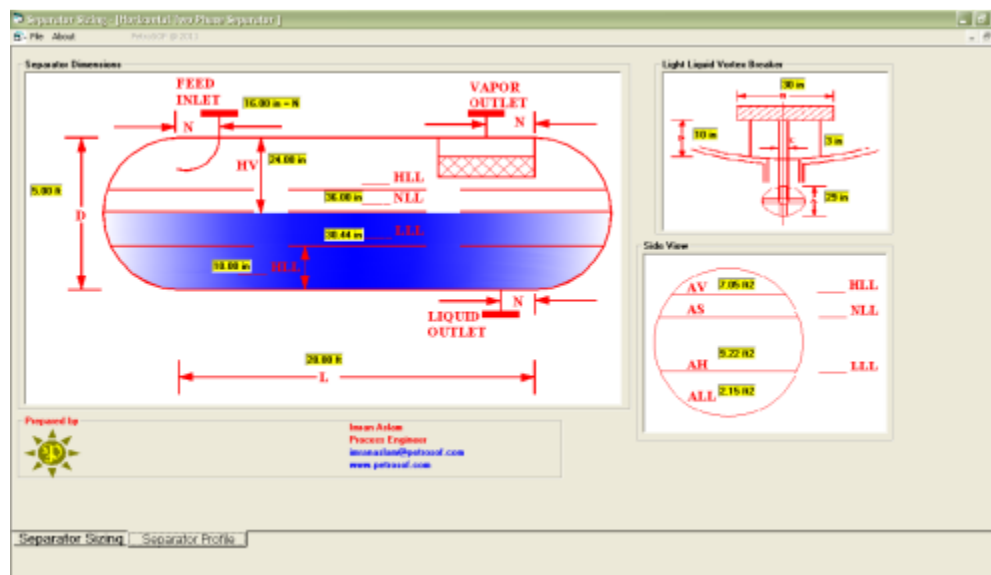 Separator Sizing - [Horizontal Two Phase Separator ]
File About PetroSOF @ 2011
Separator Dimensions
FEED
INLET
16.00 in - N
VAPOR
OUTLET
N
N
HV
24.00 in
HLL
5.00 ft
36.00 in
NLL
D
30.44 in
LLL
10.00 in
HLL
N
LIQUID
OUTLET
20.00 ft
L
Light Liquid Vortex Breaker
30 in
10 in
3 in
29 in
Side View
AV 7.05 ft2 HLL
AS NLL
9.22 ft2
AH LLL
ALL 2.15 ft2
Prepared by
Imran Aslam
Process Engineer
imranaslam@petrosof.com
www.petrosof.com
Separator Sizing Separator Profile